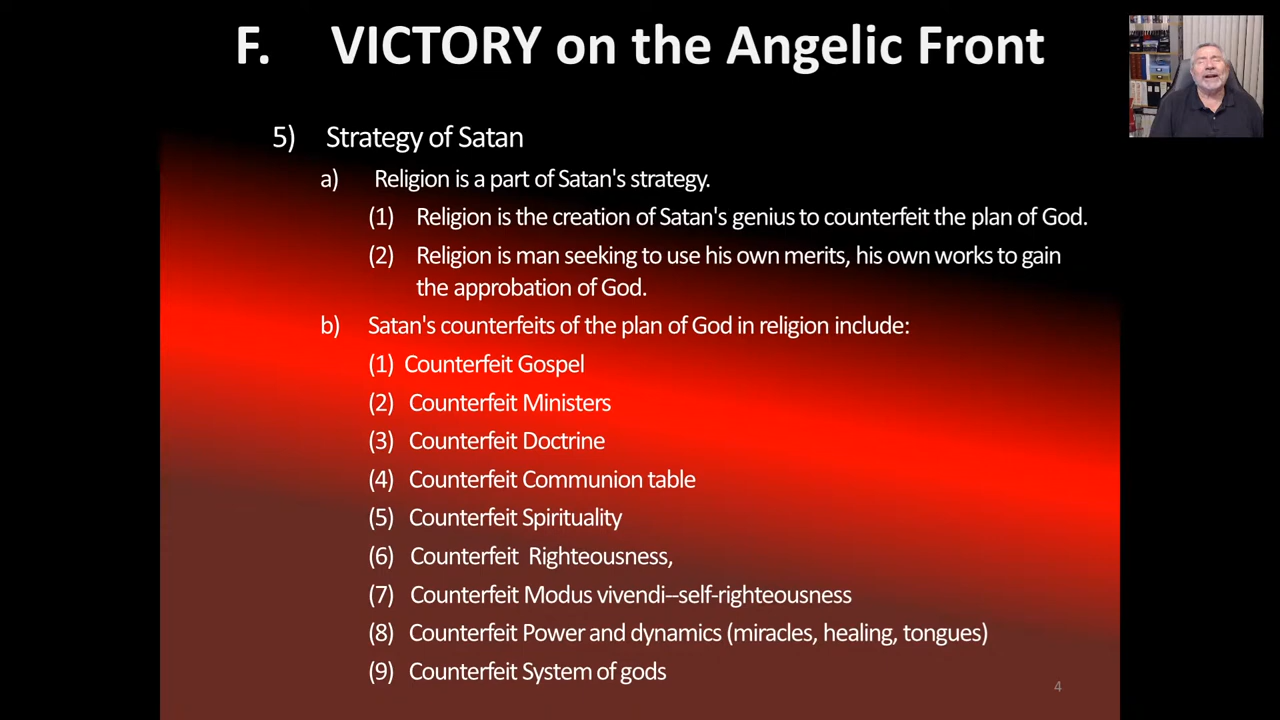 F. VICTORY on the Angelic Front
5) Strategy of Satan
a) Religion is a part of Satan's strategy.
(1) Religion is the creation of Satan's genius to counterfeit the plan of God.
(2) Religion is man seeking to use his own merits, his own works to gain
the approbation of God.
b) Satan's counterfeits of the plan of God in religion include:
(1) Counterfeit Gospel
(2) Counterfeit Ministers
(3) Counterfeit Doctrine
(4) Counterfeit Communion table
(5) Counterfeit Spirituality
(6) Counterfeit Righteousness,
(7) Counterfeit Modus vivendi--self-righteousness
(8) Counterfeit Power and dynamics (miracles, healing, tongues)
(9) Counterfeit System of gods
4